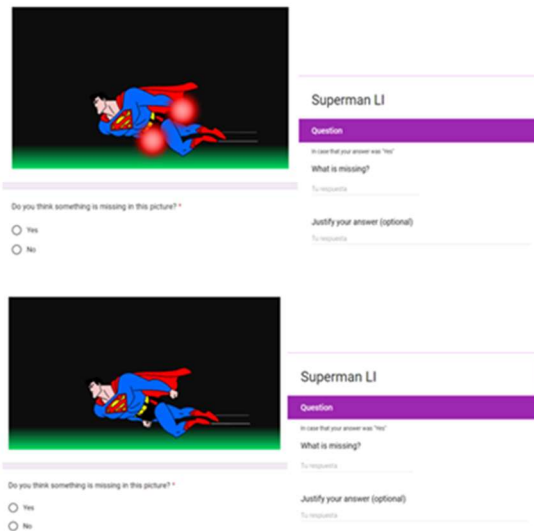 Do you think something is missing in this picture? *
Yes
No
Superman LI
Question
In case that your answer was "Yes"
What is missing?
Tu respuesta
Justify your answer (optional)
Tu respuesta
Do you think something is missing in this picture? *
Yes
No
Superman LI
Question
In case that your answer was "Yes"
What is missing?
Tu respuesta
Justify your answer (optional)
Tu respuesta